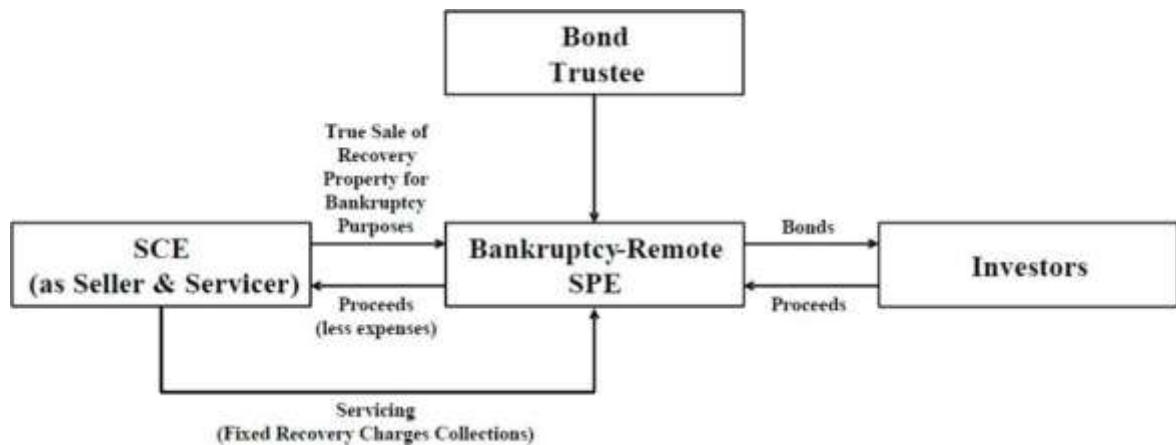 Bond
Trustee
True Sale of
Recovery
Property for
Bankruptcy
Purposes
SCE
(as Seller & Servicer)
Bankruptcy-Remote
SPE
Bonds
Investors
Proceeds
(less expenses)
Proceeds
Servicing
(Fixed Recovery Charges Collections)